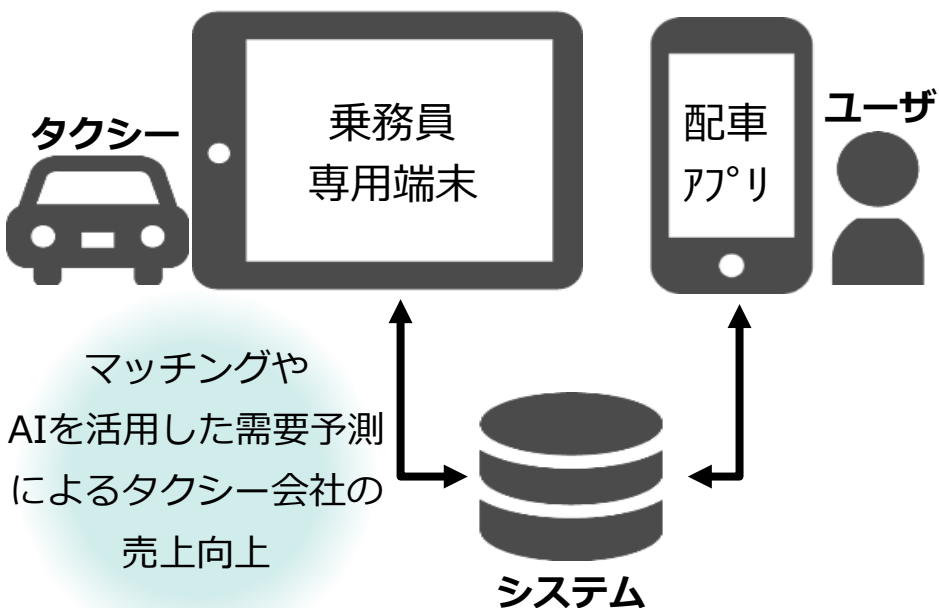 タクシー
乗務員
専用端末
配車
アプリ
ユーザ
マッチングや
AIを活用した需要予測
によるタクシー会社の
売上向上
システム